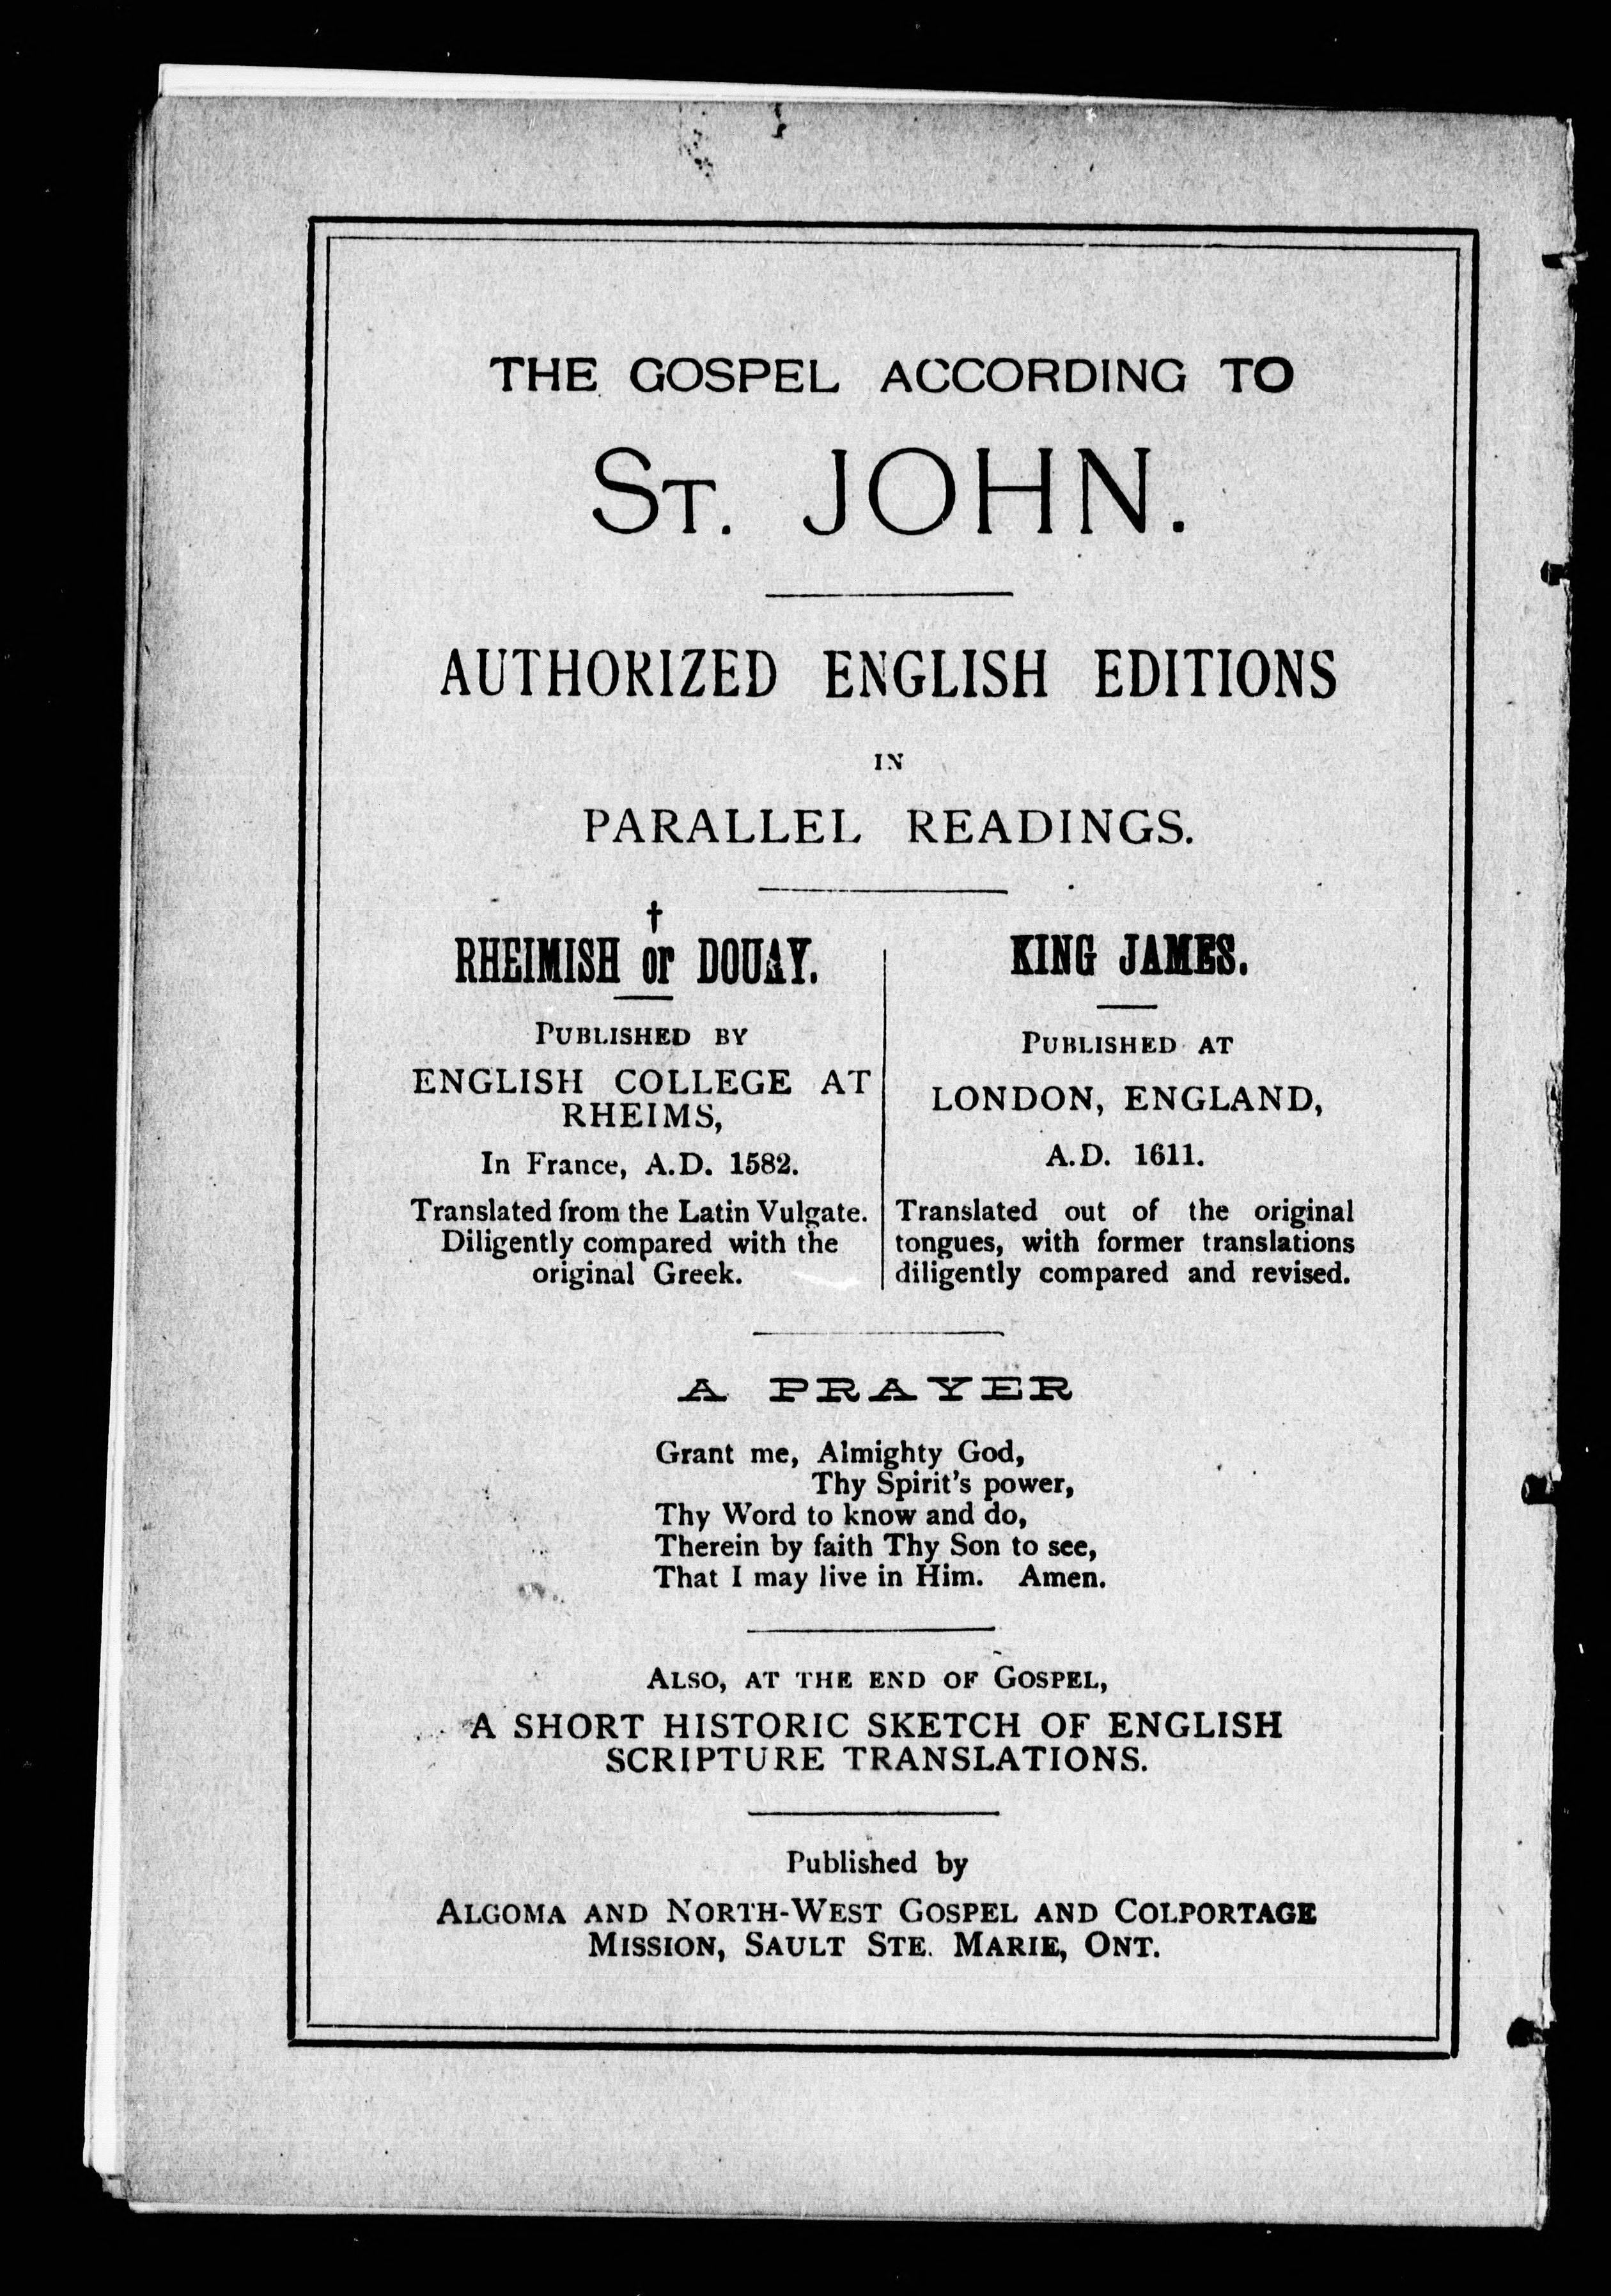 THE GOSPEL ACCORDING TO
ST. JOHN.
AUTHORIZED ENGLISH EDITIONS
IN
PARALLEL READINGS.
†
RHEIMISH or DOUAY.
PUBLISHED BY
ENGLISH COLLEGE AT
RHEIMS,
In France, A.D. 1582.
Translated from the Latin Vulgate.
Diligently compared with the
original Greek.
KING JAMES.
PUBLISHED AT
LONDON, ENGLAND,
A.D. 1611.
Translated out of the original
tongues, with former translations
diligently compared and revised.
A PRAYER
Grant me, Almighty God,
Thy Spirit's power,
Thy Word to know and do,
Therein by faith Thy Son to see,
That I may live in Him. Amen.
ALSO, AT THE END OF GOSPEL,
A SHORT HISTORIC SKETCH OF ENGLISH
SCRIPTURE TRANSLATIONS.
Published by
ALGOMA AND NORTH-WEST GOSPEL AND COLPORTAGE
MISSION, SAULT STE. MARIE, ONT.